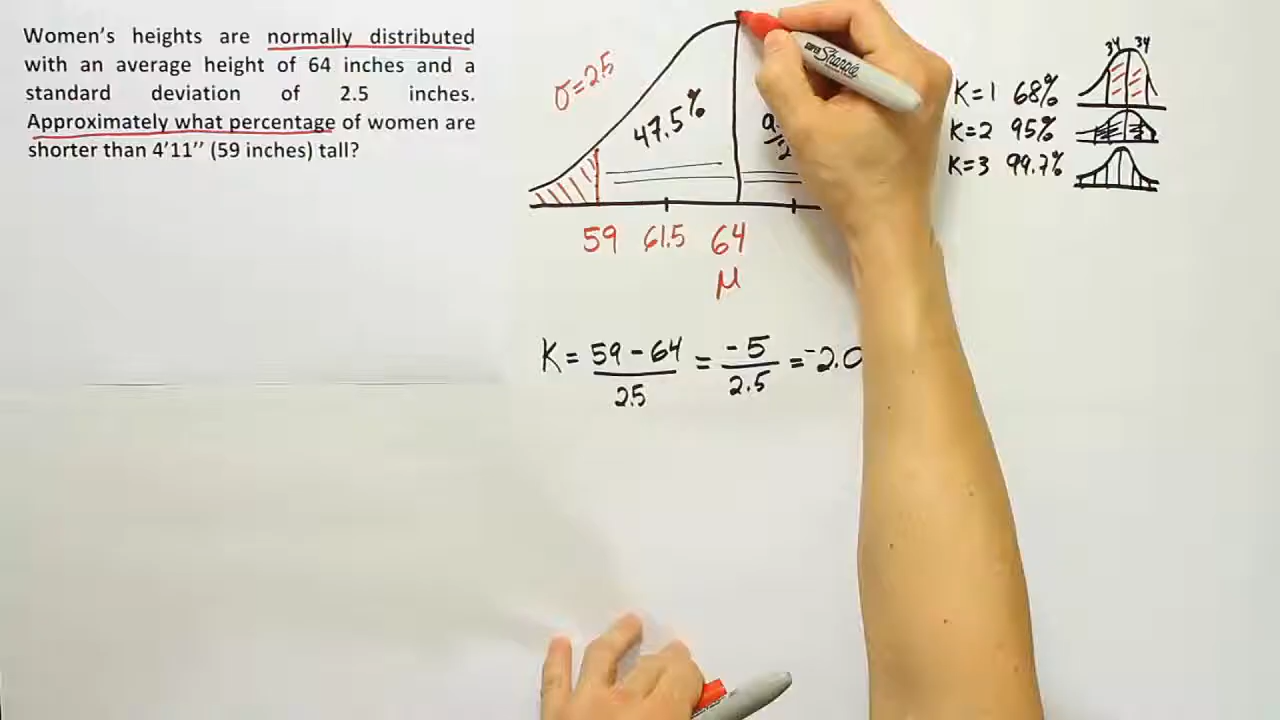 Women's heights are normally distributed
with an average height of 64 inches and a
standard deviation of 2.5 inches.
Approximately what percentage of women are
shorter than 4'11'' (59 inches) tall?
σ=2.5
47.5%
59 61.5 64
μ
K = 59 - 64 / 2.5 = -5 / 2.5 = -2.0
SUPER Sharpie
34 34
K=1 68%
K=2 95%
K=3 99.7%